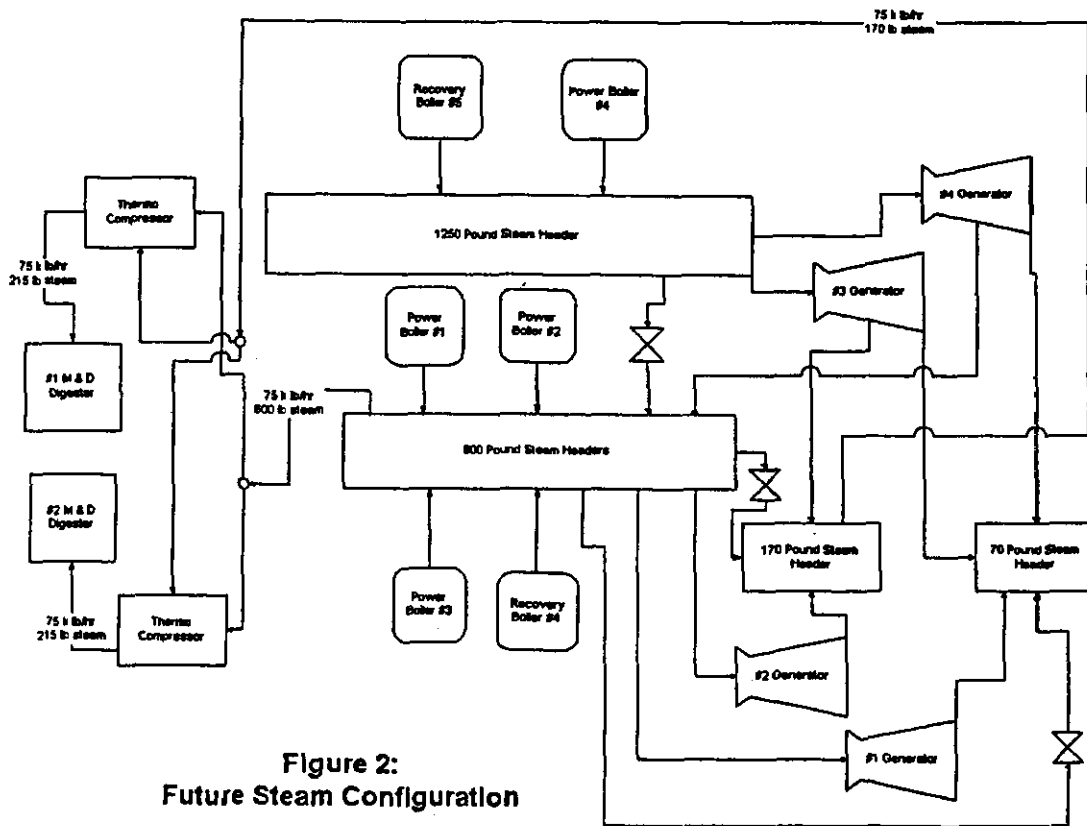 75 k lb/hr
170 lb steam
Recovery
Boiler #5
Power Boiler
#4
Thermo
Compressor
#4 Generator
1250 Pound Steam Header
75 k lb/hr
215 lb steam
#3 Generator
Power
Boiler #1
Power
Boiler #2
#1 M & D
Digester
75 k lb/hr
600 lb steam
600 Pound Steam Headers
#2 M & D
Digester
170 Pound Steam
Header
70 Pound Steam
Header
Power
Boiler #3
Recovery
Boiler #4
75 k lb/hr
215 lb steam
Thermo
Compressor
#2 Generator
#1 Generator
Figure 2:
Future Steam Configuration